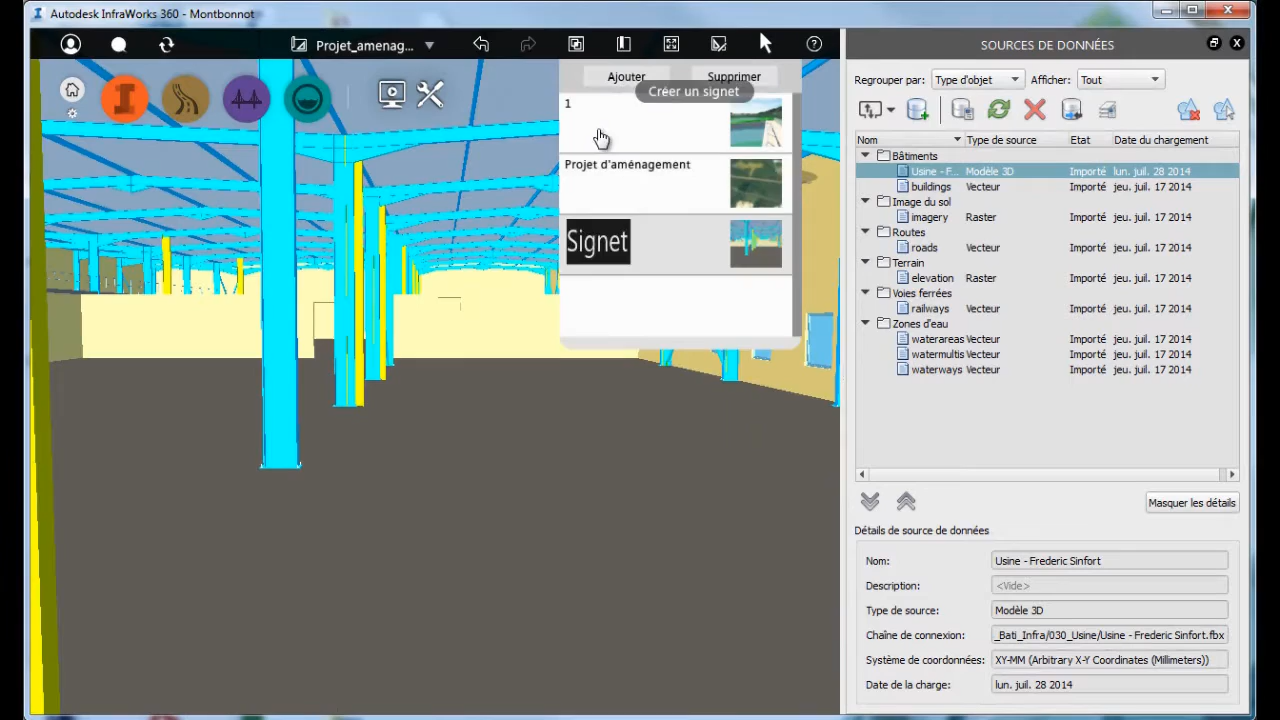 Autodesk InfraWorks 360 - Montbonnot
Projet_amenag...
Ajouter
Supprimer
Créer un signet
1
Projet d'aménagement
Signet
SOURCES DE DONNÉES
Regrouper par:
Type d'objet
Afficher:
Tout
Nom
Type de source
Etat
Date du chargement
Bâtiments
Usine - F... Modèle 3D Importé lun. juil. 28 2014
buildings Vecteur Importé jeu. juil. 17 2014
Image du sol
imagery Raster Importé jeu. juil. 17 2014
Routes
roads Vecteur Importé jeu. juil. 17 2014
Terrain
elevation Raster Importé jeu. juil. 17 2014
Voies ferrées
railways Vecteur Importé jeu. juil. 17 2014
Zones d'eau
waterareas Vecteur Importé jeu. juil. 17 2014
watermultis Vecteur Importé jeu. juil. 17 2014
waterways Vecteur Importé jeu. juil. 17 2014
Masquer les détails
Détails de source de données
Nom: Usine - Frederic Sinfort
Description: <Vide>
Type de source: Modèle 3D
Chaîne de connexion: _Bati_Infra/030_Usine/Usine - Frederic Sinfort.fbx
Système de coordonnées: XY-MM (Arbitrary X-Y Coordinates (Millimeters))
Date de la charge: lun. juil. 28 2014